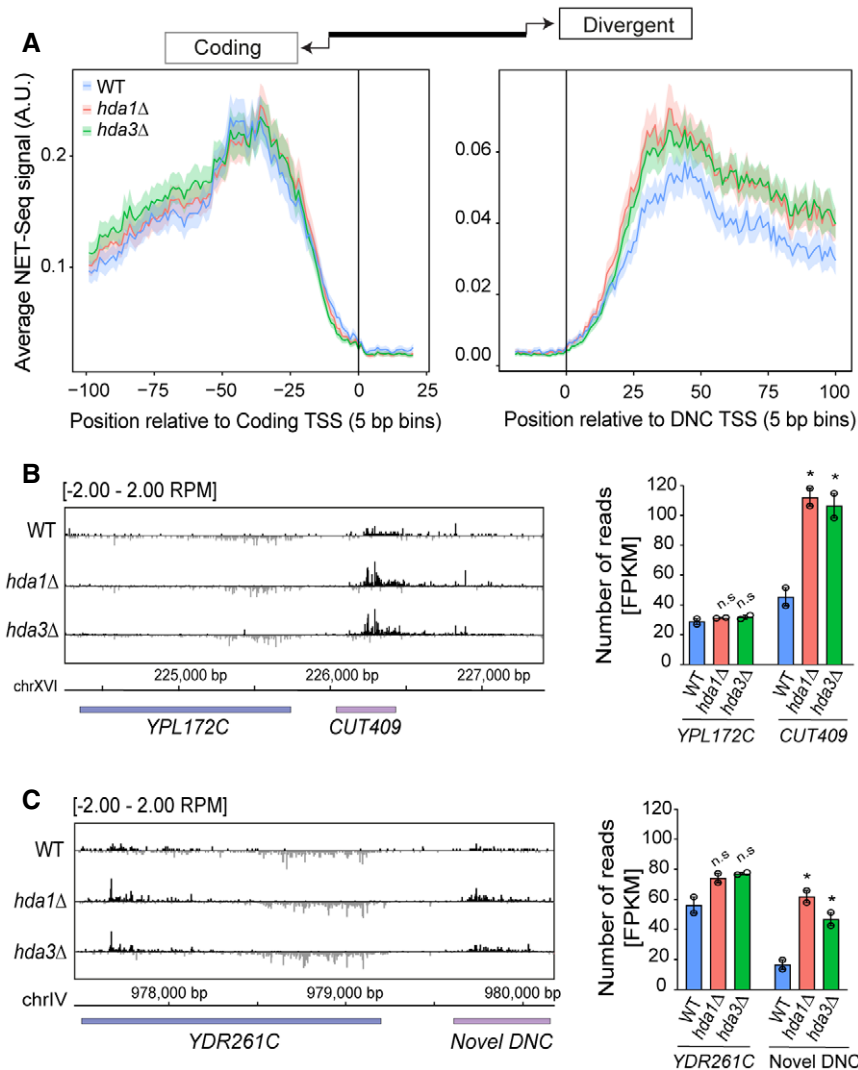 A
Coding
Divergent
WT
hda1Δ
hda3Δ
Average NET-Seq signal (A.U.)
0.2
0.1
−100
−75
−50
−25
0
25
Position relative to Coding TSS (5 bp bins)
0.06
0.04
0.02
0.00
0
25
50
75
100
Position relative to DNC TSS (5 bp bins)
B
[-2.00 - 2.00 RPM]
WT
hda1Δ
hda3Δ
225,000 bp
226,000 bp
227,000 bp
chrXVI
YPL172C
CUT409
Number of reads
[FPKM]
120
100
80
60
40
20
0
n.s
n.s
*
*
WT
hda1Δ
hda3Δ
WT
hda1Δ
hda3Δ
YPL172C
CUT409
C
[-2.00 - 2.00 RPM]
WT
hda1Δ
hda3Δ
978,000 bp
979,000 bp
980,000 bp
chrIV
YDR261C
Novel DNC
Number of reads
[FPKM]
120
100
80
60
40
20
0
n.s
n.s
*
*
WT
hda1Δ
hda3Δ
WT
hda1Δ
hda3Δ
YDR261C
Novel DNC